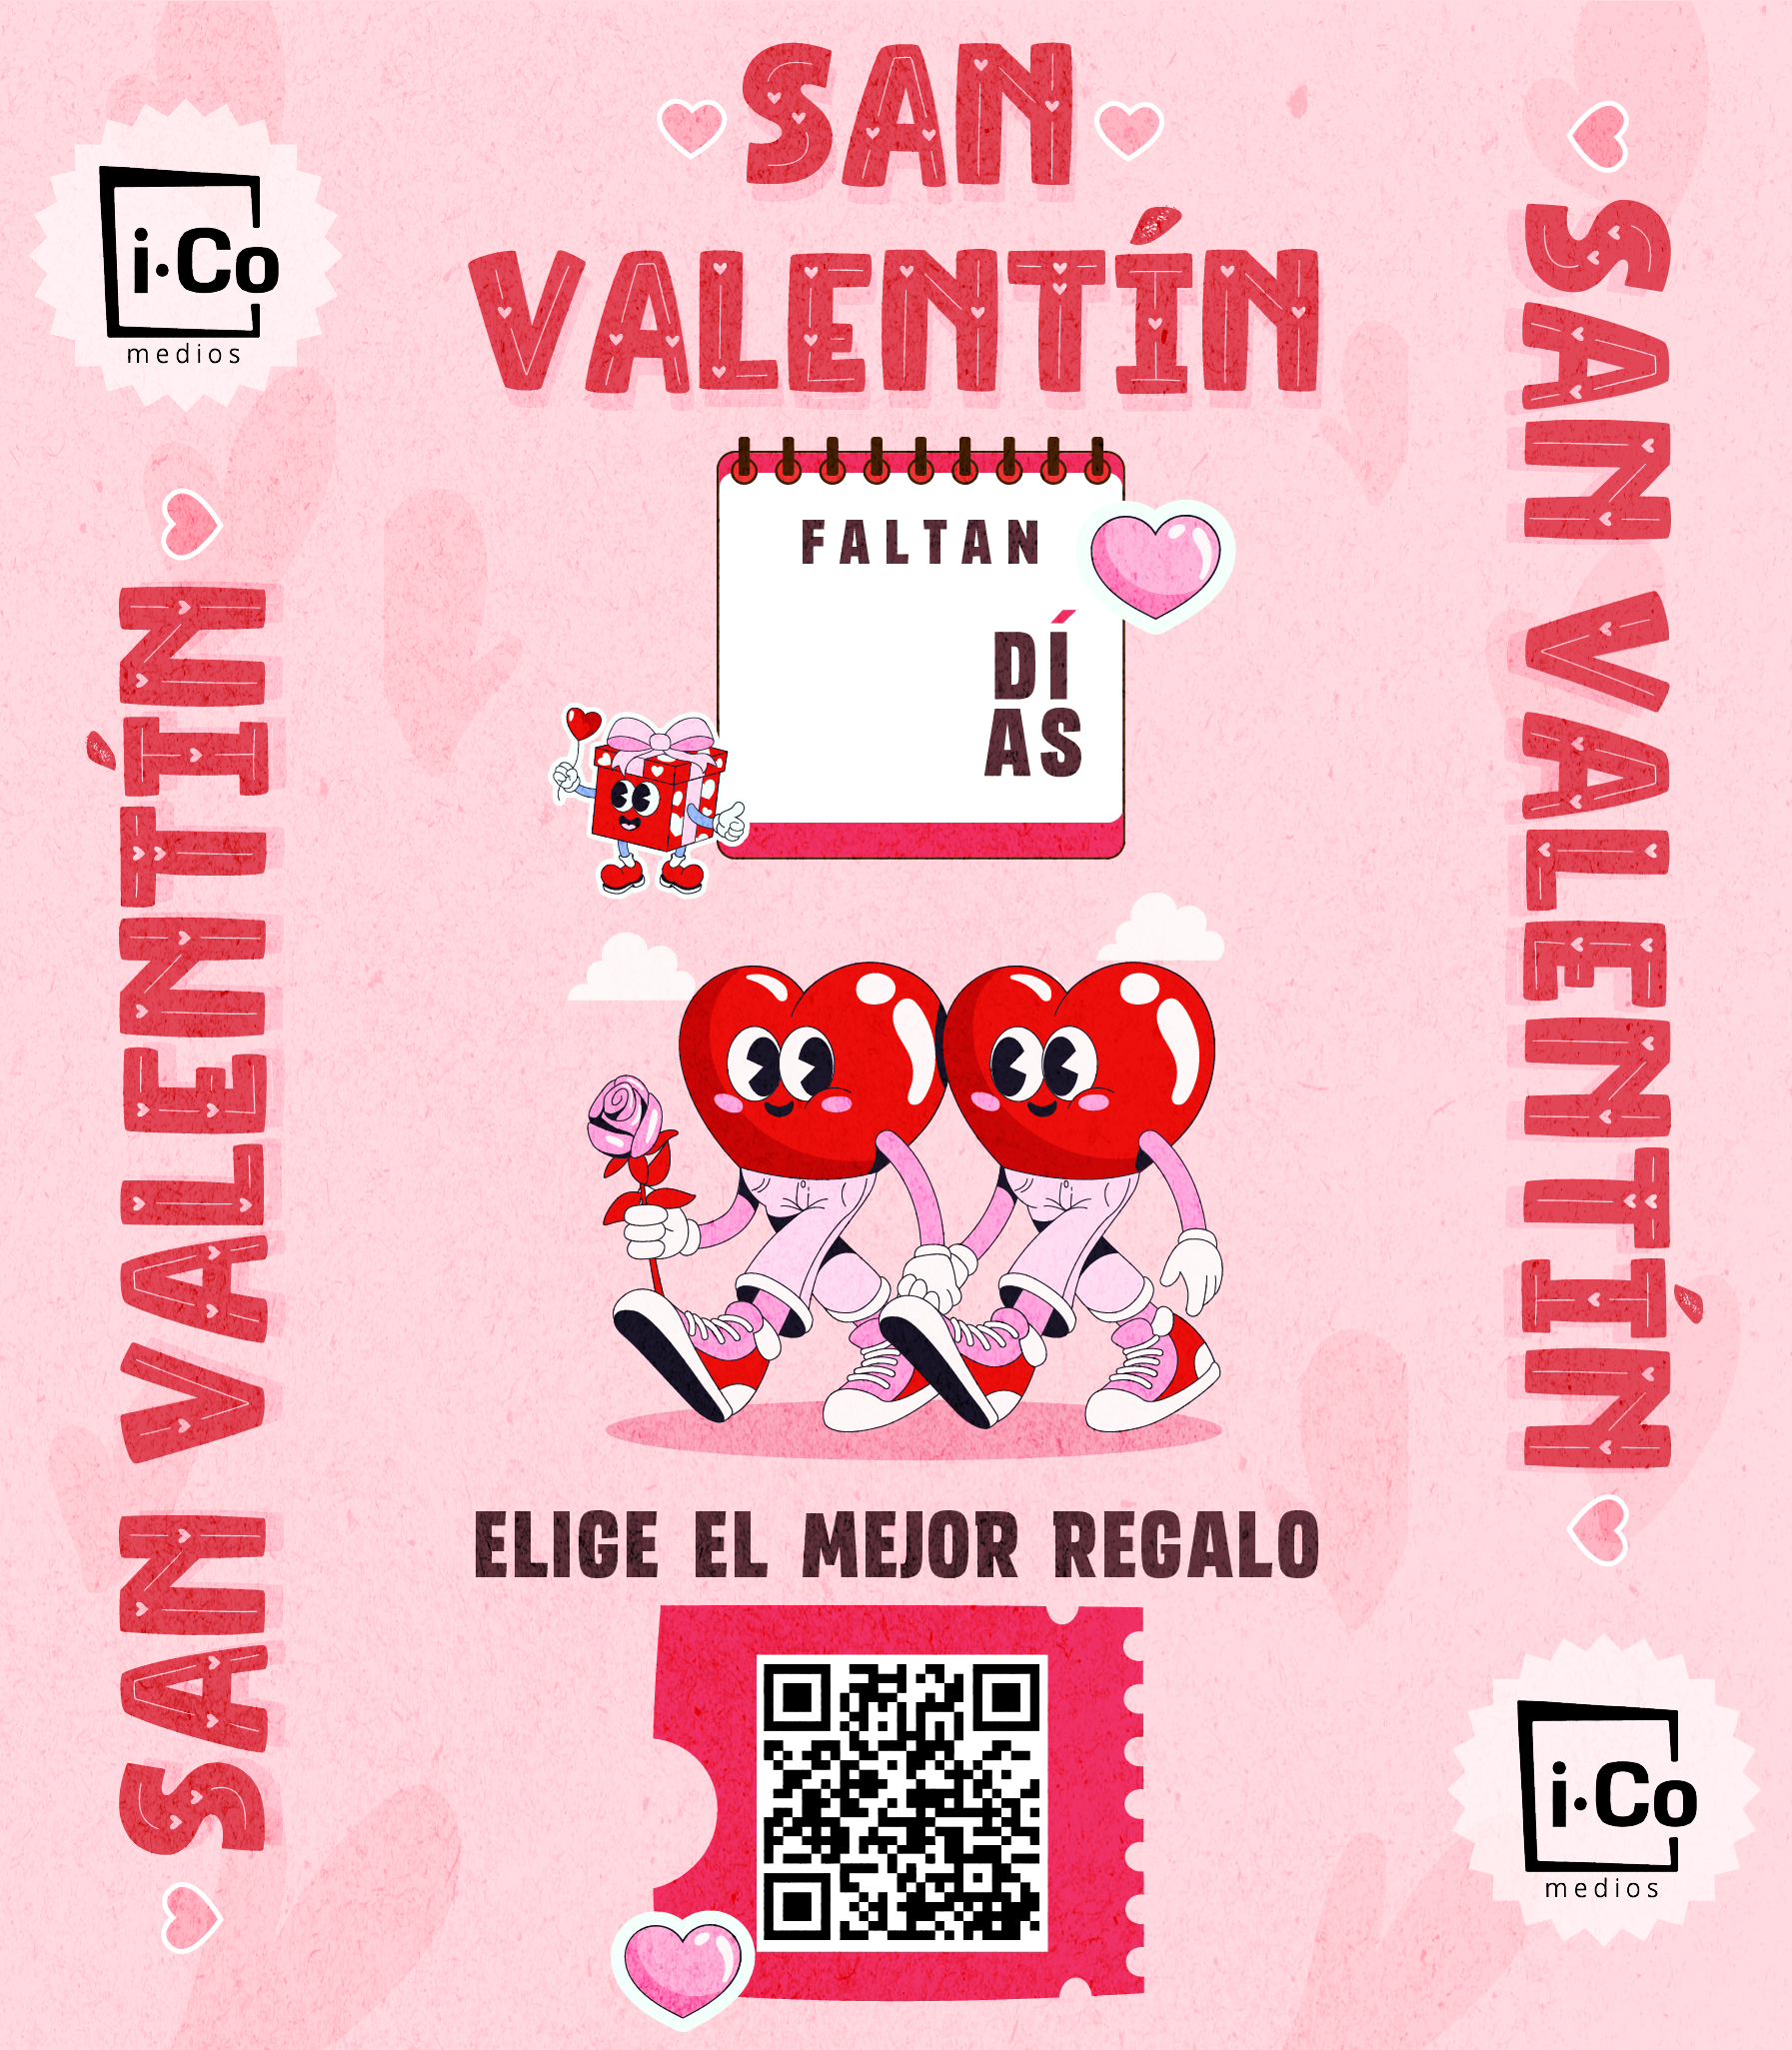 SAN
VALENTÍN
i·Co
medios
FALTAN
DÍ
AS
SAN VALENTÍN
SAN VALENTÍN
ELIGE EL MEJOR REGALO
i·Co
medios